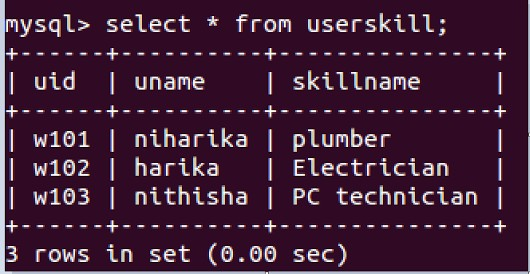 mysql> select * from userskill;
+------+----------+---------------+
| uid  | uname    | skillname     |
+------+----------+---------------+
| w101 | niharika | plumber       |
| w102 | harika   | Electrician   |
| w103 | nithisha | PC technician |
+------+----------+---------------+
3 rows in set (0.00 sec)